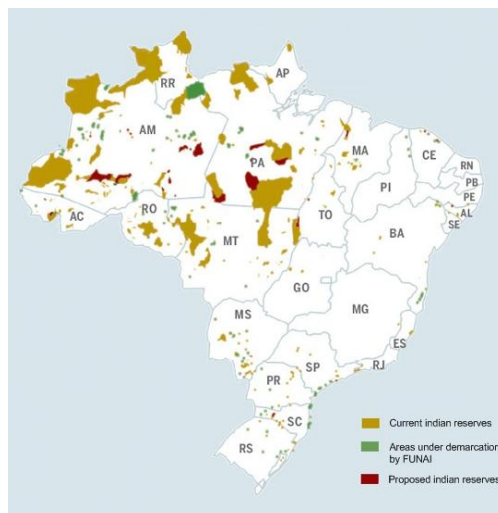 RR
AP
AM
PA
MA
CE
RN
PB
PE
AL
SE
PI
AC
RO
TO
MT
BA
GO
MG
MS
ES
SP
RJ
PR
SC
RS
Current indian reserves
Areas under demarcation
by FUNAI
Proposed indian reserves